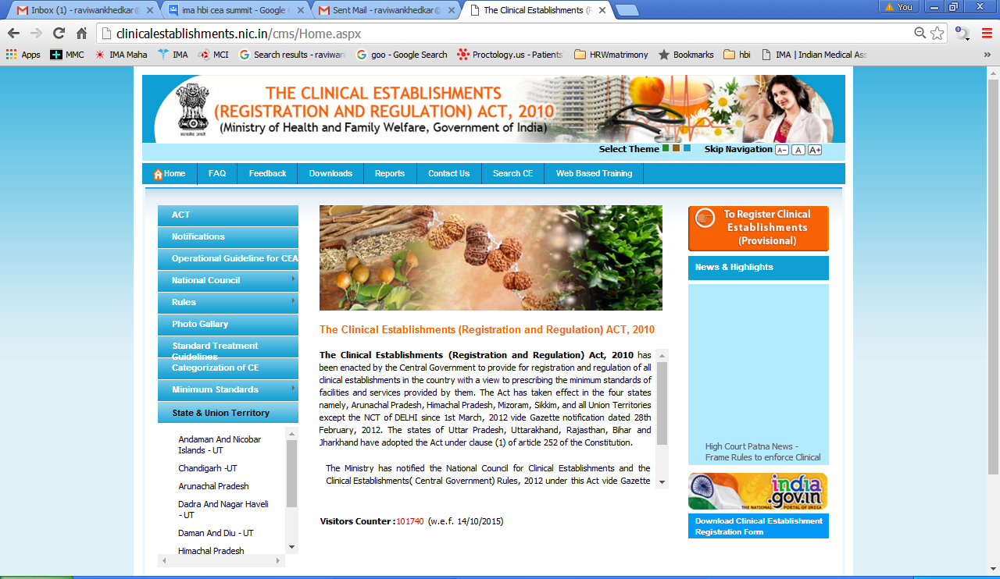 Inbox (1) - raviwankhedkar@
ima hbi cea summit - Google
Sent Mail - raviwankhedkar@
The Clinical Establishments (R
You
clinicalestablishments.nic.in/cms/Home.aspx
Apps
MMC
IMA Maha
IMA
MCI
Search results - raviwan
goo - Google Search
Proctology.us - Patients
HRWmatrimony
Bookmarks
hbi
IMA | Indian Medical Ass
»
THE CLINICAL ESTABLISHMENTS
(REGISTRATION AND REGULATION) ACT, 2010
(Ministry of Health and Family Welfare, Government of India)
Select Theme
Skip Navigation A- A A+
Home FAQ Feedback Downloads Reports Contact Us Search CE Web Based Training
ACT
Notifications
Operational Guideline for CEA
National Council
Rules
Photo Gallary
Standard Treatment
Guidelines
Categorization of CE
Minimum Standards
State & Union Territory
Andaman And Nicobar
Islands - UT
Chandigarh -UT
Arunachal Pradesh
Dadra And Nagar Haveli
- UT
Daman And Diu - UT
Himachal Pradesh
The Clinical Establishments (Registration and Regulation) ACT, 2010
The Clinical Establishments (Registration and Regulation) Act, 2010 has
been enacted by the Central Government to provide for registration and regulation of all
clinical establishments in the country with a view to prescribing the minimum standards of
facilities and services provided by them. The Act has taken effect in the four states
namely, Arunachal Pradesh, Himachal Pradesh, Mizoram, Sikkim, and all Union Territories
except the NCT of DELHI since 1st March, 2012 vide Gazette notification dated 28th
February, 2012. The states of Uttar Pradesh, Uttarakhand, Rajasthan, Bihar and
Jharkhand have adopted the Act under clause (1) of article 252 of the Constitution.
The Ministry has notified the National Council for Clinical Establishments and the
Clinical Establishments( Central Government) Rules, 2012 under this Act vide Gazette
Visitors Counter :101740 (w.e.f. 14/10/2015)
To Register Clinical
Establishments
(Provisional)
News & Highlights
High Court Patna News -
Frame Rules to enforce Clinical
india
.gov.in
THE NATIONAL PORTAL OF INDIA
Download Clinical Establishment
Registration Form